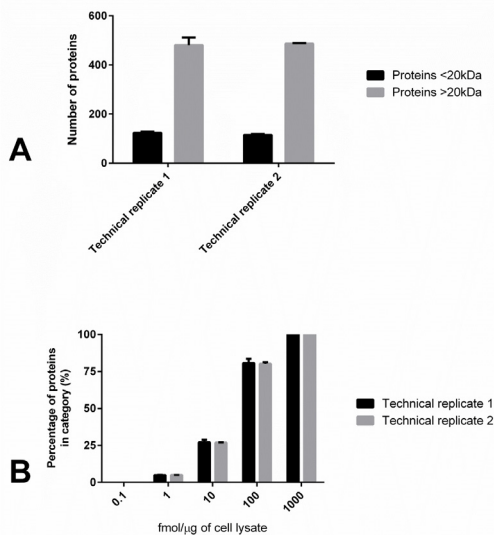 600
400
200
0
Number of proteins
Technical replicate 1
Technical replicate 2
Proteins <20kDa
Proteins >20kDa
A
100
75
50
25
0
Percentage of proteins
in category (%)
0.1
1
10
100
1000
fmol/µg of cell lysate
Technical replicate 1
Technical replicate 2
B